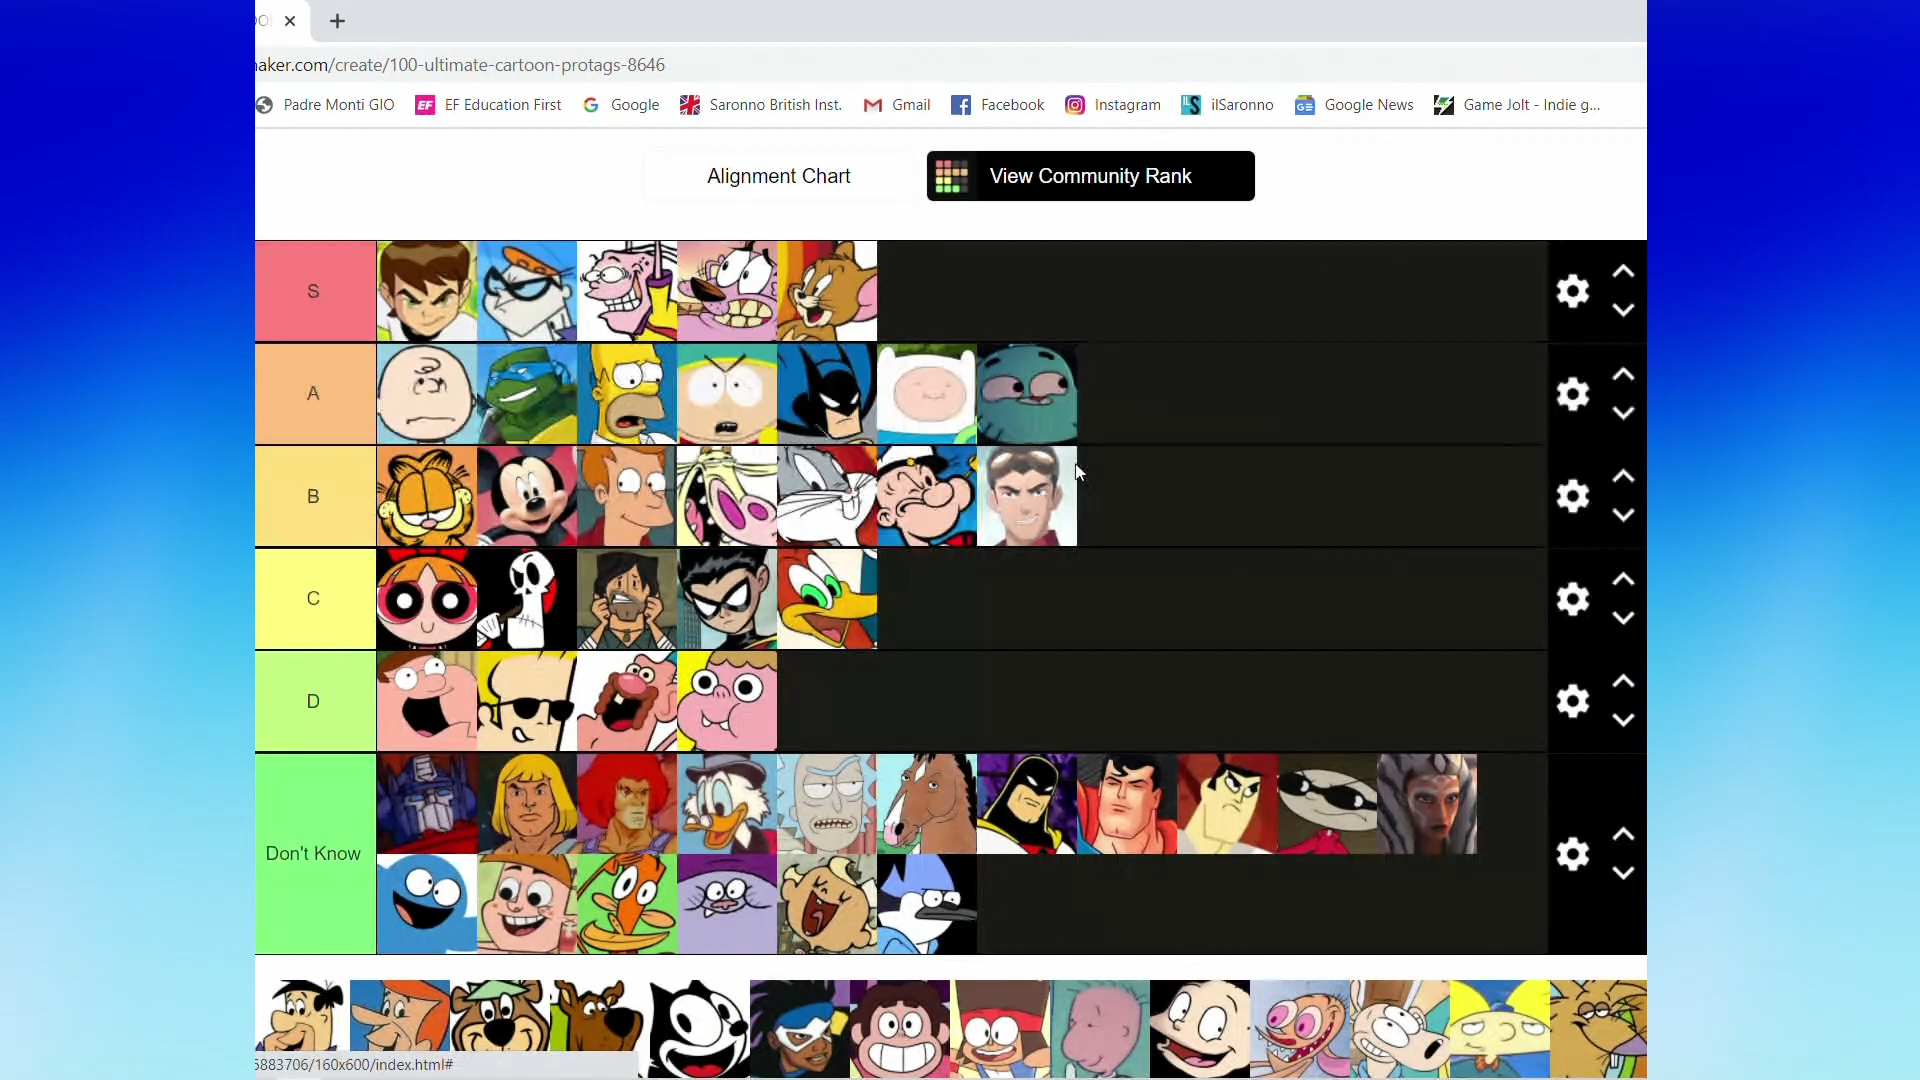 aker.com/create/100-ultimate-cartoon-protags-8646
Padre Monti GIO EF EF Education First Google Saronno British Inst. Gmail Facebook Instagram ilSaronno Google News Game Jolt - Indie g...
Alignment Chart View Community Rank
S
A
B
C
D
Don't Know
5883706/160x600/index.html#